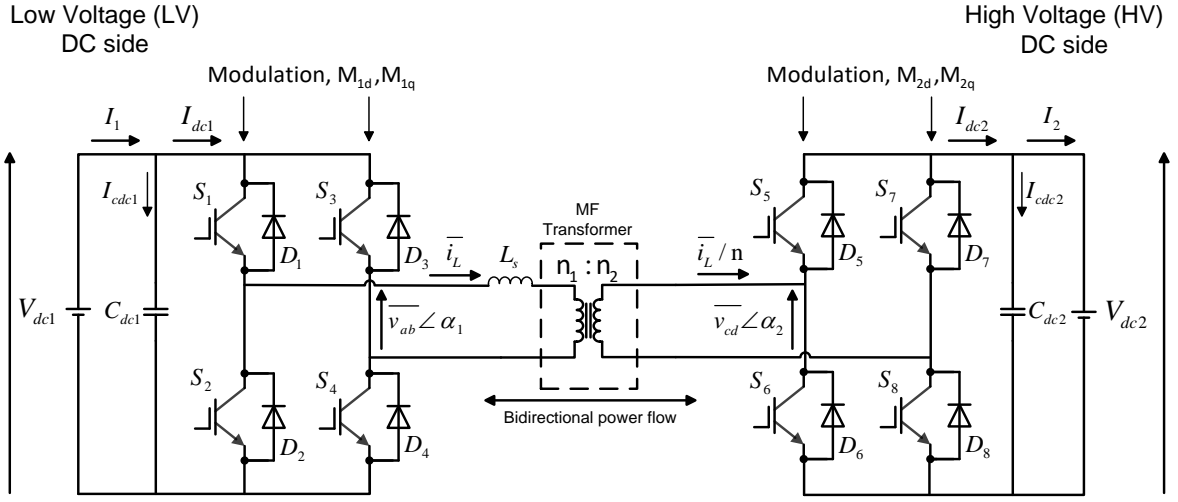 Low Voltage (LV)
DC side
High Voltage (HV)
DC side
Modulation, M1d,M1q
Modulation, M2d,M2q
I1
Idc1
Idc2
I2
Icdc1
Icdc2
S1
S3
S5
S7
D1
D3
D5
D7
MF
Transformer
n1 : n2
iL
Ls
iL / n
Vdc1
Cdc1
vab∠α1
vcd∠α2
Cdc2
Vdc2
S2
S4
S6
S8
D2
D4
D6
D8
Bidirectional power flow